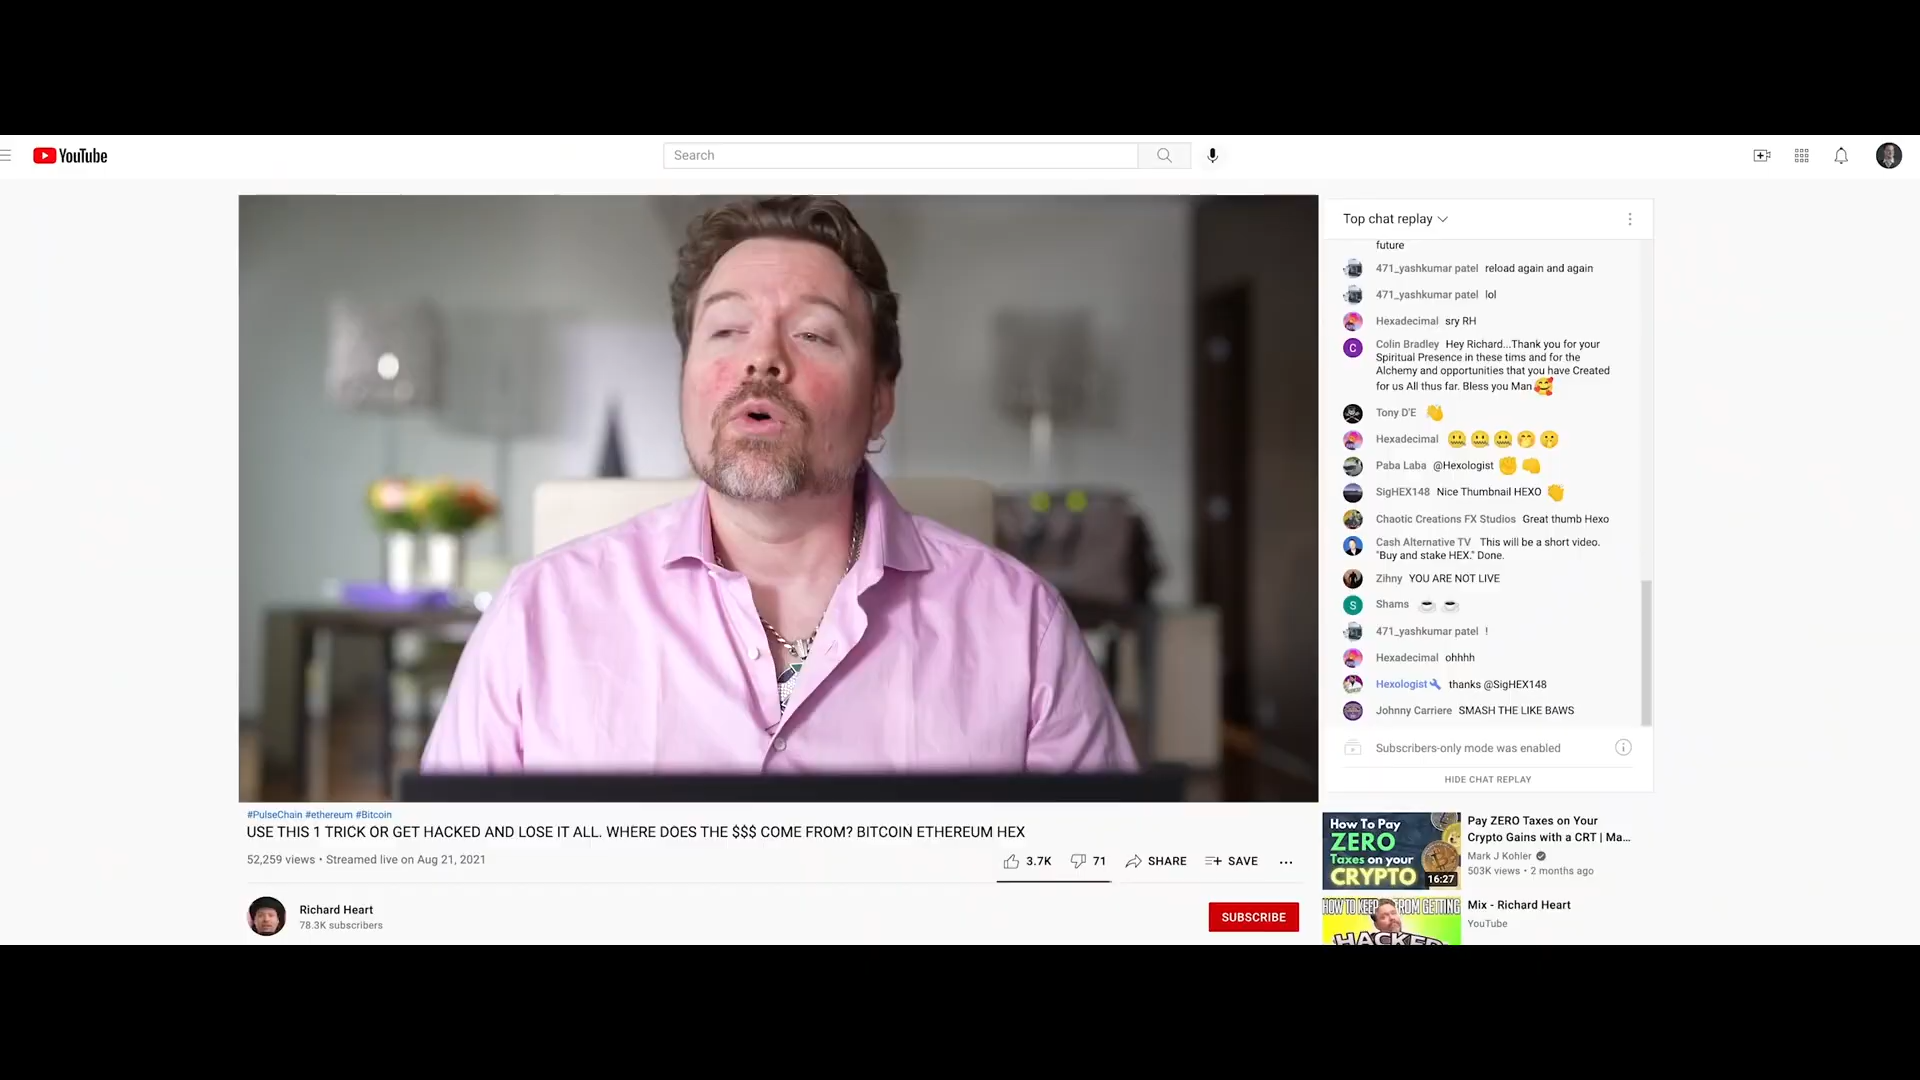 YouTube
Search
Top chat replay
future
471_yashkumar patel reload again and again
471_yashkumar patel lol
Hexadecimal sry RH
C
Colin Bradley Hey Richard...Thank you for your
Spiritual Presence in these tims and for the
Alchemy and opportunities that you have Created
for us All thus far. Bless you Man🥰
Tony D'E 👏
Hexadecimal 🤐🤐🤐🤭🤫
Paba Laba @Hexologist ✊👊
SigHEX148 Nice Thumbnail HEXO 👏
Chaotic Creations FX Studios Great thumb Hexo
Cash Alternative TV This will be a short video.
"Buy and stake HEX." Done.
Zihny YOU ARE NOT LIVE
S
Shams ☕☕
471_yashkumar patel !
Hexadecimal ohhhh
Hexologist thanks @SigHEX148
Johnny Carriere SMASH THE LIKE BAWS
Subscribers-only mode was enabled
HIDE CHAT REPLAY
#PulseChain #ethereum #Bitcoin
USE THIS 1 TRICK OR GET HACKED AND LOSE IT ALL. WHERE DOES THE $$$ COME FROM? BITCOIN ETHEREUM HEX
52,259 views • Streamed live on Aug 21, 2021
3.7K 71 SHARE SAVE ...
Richard Heart
78.3K subscribers
SUBSCRIBE
How To Pay
ZERO
Taxes on your
CRYPTO
16:27
Pay ZERO Taxes on Your
Crypto Gains with a CRT | Ma...
Mark J Kohler
503K views • 2 months ago
HOW TO KEEP FROM GETTING
HACKED
Mix - Richard Heart
YouTube